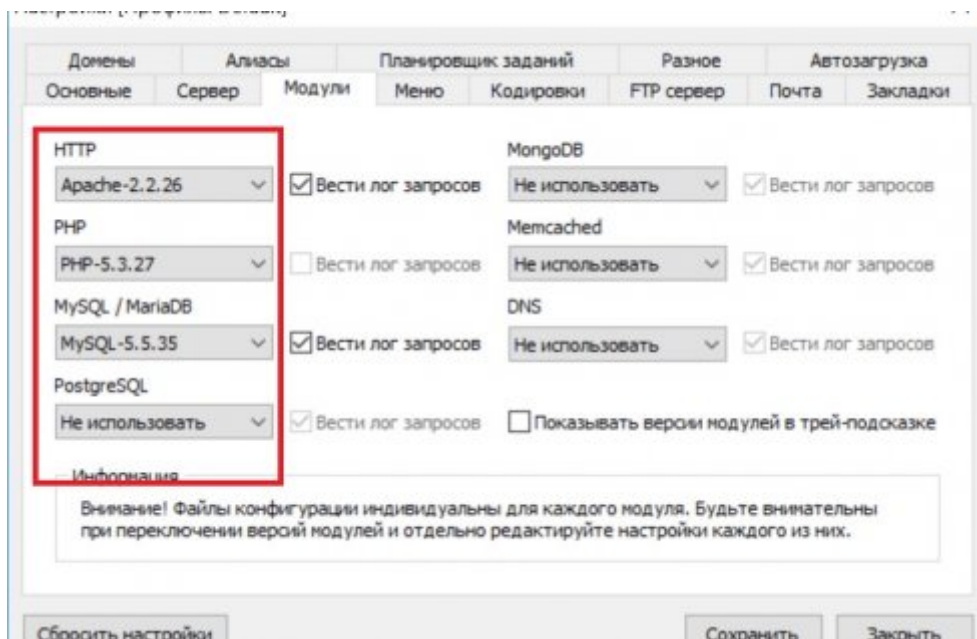 Домены Алиасы Планировщик заданий Разное Автозагрузка
Основные Сервер Модули Меню Кодировки FTP сервер Почта Закладки
HTTP
Apache-2.2.26 Вести лог запросов
PHP
PHP-5.3.27 Вести лог запросов
MySQL / MariaDB
MySQL-5.5.35 Вести лог запросов
PostgreSQL
Не использовать Вести лог запросов
MongoDB
Не использовать Вести лог запросов
Memcached
Не использовать Вести лог запросов
DNS
Не использовать Вести лог запросов
Показывать версии модулей в трей-подсказке
Информация
Внимание! Файлы конфигурации индивидуальны для каждого модуля. Будьте внимательны
при переключении версий модулей и отдельно редактируйте настройки каждого из них.
Сбросить настройки Сохранить Закрыть